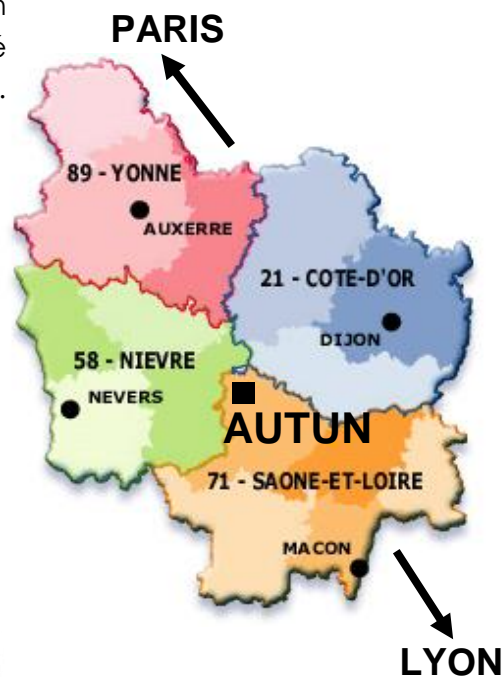 n
PARIS
é
.
89 - YONNE
AUXERRE
21 - COTE-D'OR
DIJON
58 - NIEVRE
NEVERS
AUTUN
71 - SAONE-ET-LOIRE
MACON
LYON